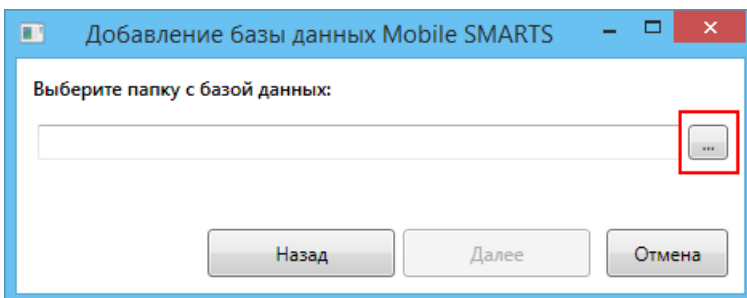 Добавление базы данных Mobile SMARTS
Выберите папку с базой данных:
...
Назад Далее Отмена